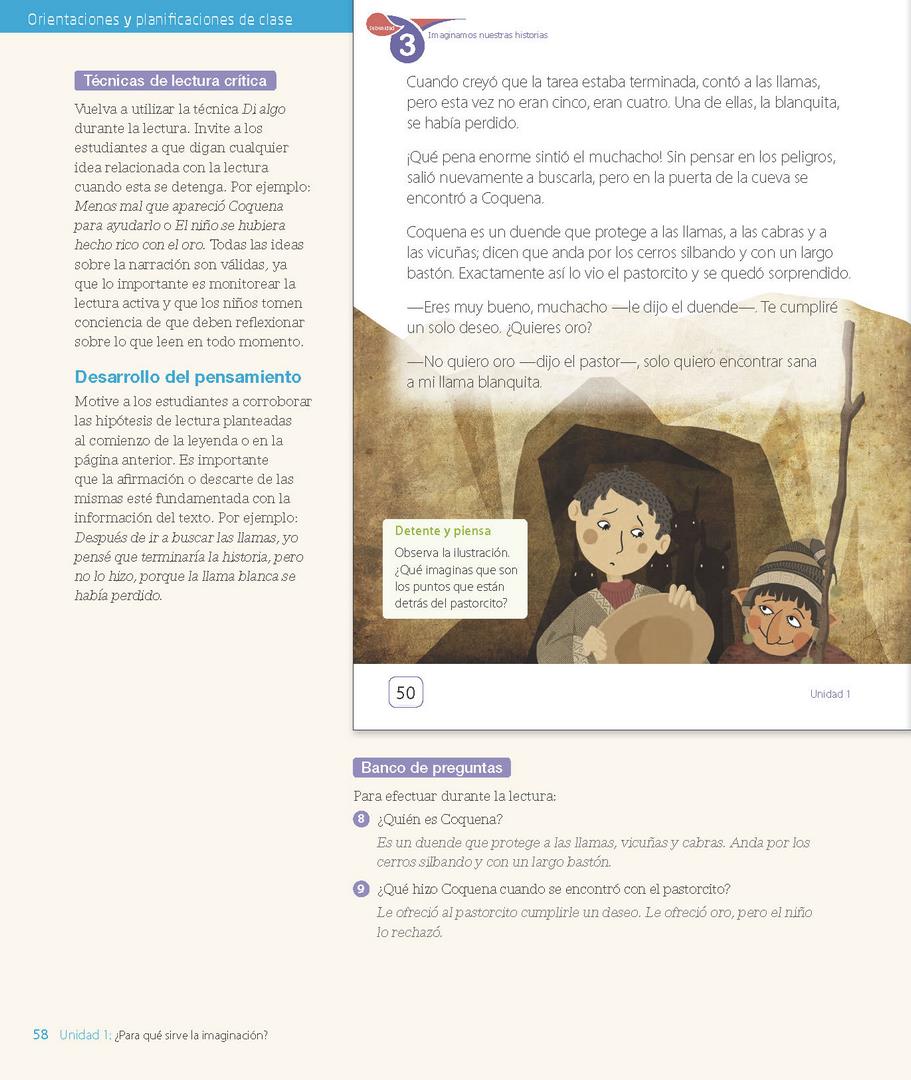 Orientaciones y planificaciones de clase
Técnicas de lectura crítica
Vuelva a utilizar la técnica Di algo
durante la lectura. Invite a los
estudiantes a que digan cualquier
idea relacionada con la lectura
cuando esta se detenga. Por ejemplo:
Menos mal que apareció Coquena
para ayudarlo o El niño se hubiera
hecho rico con el oro. Todas las ideas
sobre la narración son válidas, ya
que lo importante es monitorear la
lectura activa y que los niños tomen
conciencia de que deben reflexionar
sobre lo que leen en todo momento.
Desarrollo del pensamiento
Motive a los estudiantes a corroborar
las hipótesis de lectura planteadas
al comienzo de la leyenda o en la
página anterior. Es importante
que la afirmación o descarte de las
mismas esté fundamentada con la
información del texto. Por ejemplo:
Después de ir a buscar las llamas, yo
pensé que terminaría la historia, pero
no lo hizo, porque la llama blanca se
había perdido.
3
Imaginamos nuestras historias
Cuando creyó que la tarea estaba terminada, contó a las llamas,
pero esta vez no eran cinco, eran cuatro. Una de ellas, la blanquita,
se había perdido.
¡Qué pena enorme sintió el muchacho! Sin pensar en los peligros,
salió nuevamente a buscarla, pero en la puerta de la cueva se
encontró a Coquena.
Coquena es un duende que protege a las llamas, a las cabras y a
las vicuñas; dicen que anda por los cerros silbando y con un largo
bastón. Exactamente así lo vio el pastorcito y se quedó sorprendido.
—Eres muy bueno, muchacho —le dijo el duende—. Te cumpliré
un solo deseo. ¿Quieres oro?
—No quiero oro —dijo el pastor—, solo quiero encontrar sana
a mi llama blanquita.
Detente y piensa
Observa la ilustración.
¿Qué imaginas que son
los puntos que están
detrás del pastorcito?
50
Unidad 1
Banco de preguntas
Para efectuar durante la lectura:
8 ¿Quién es Coquena?
Es un duende que protege a las llamas, vicuñas y cabras. Anda por los
cerros silbando y con un largo bastón.
9 ¿Qué hizo Coquena cuando se encontró con el pastorcito?
Le ofreció al pastorcito cumplirle un deseo. Le ofreció oro, pero el niño
lo rechazó.
58 Unidad 1: ¿Para qué sirve la imaginación?